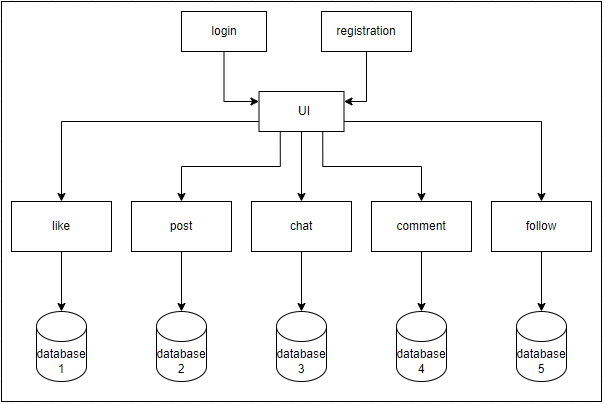 login
registration
UI
like
post
chat
comment
follow
database
1
database
2
database
3
database
4
database
5